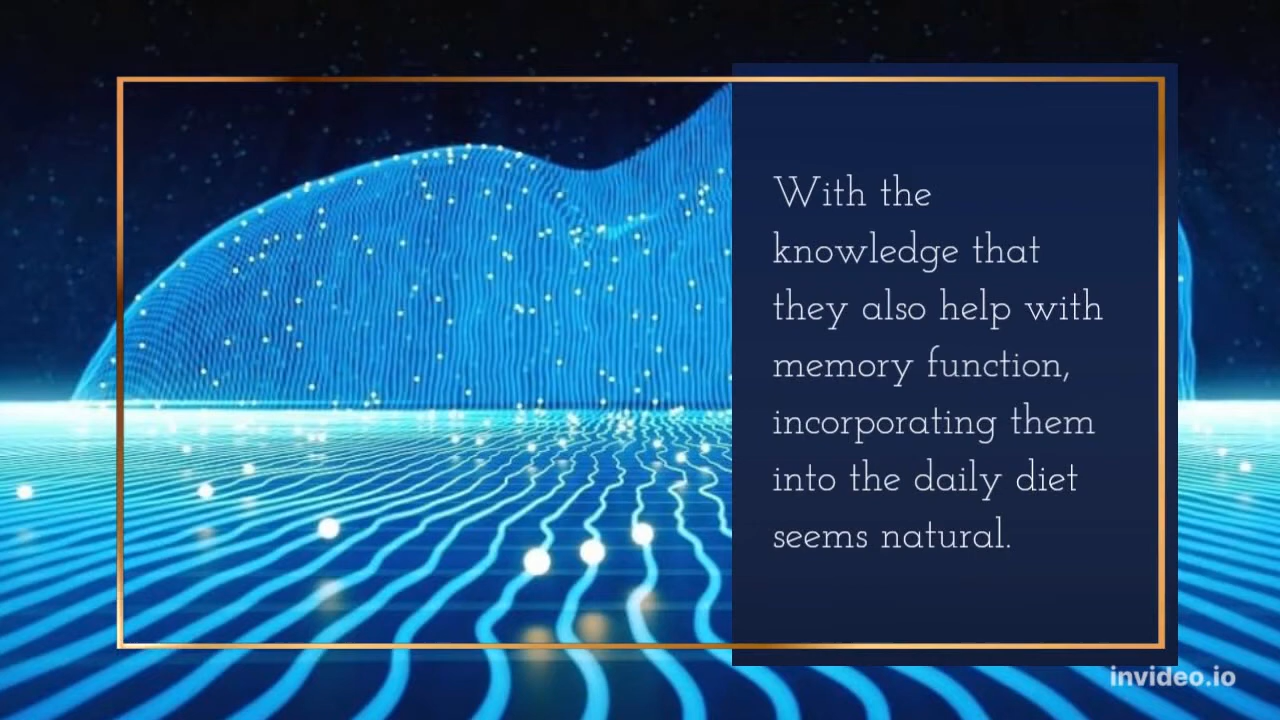 With the
knowledge that
they also help with
memory function,
incorporating them
into the daily diet
seems natural.
invideo.io